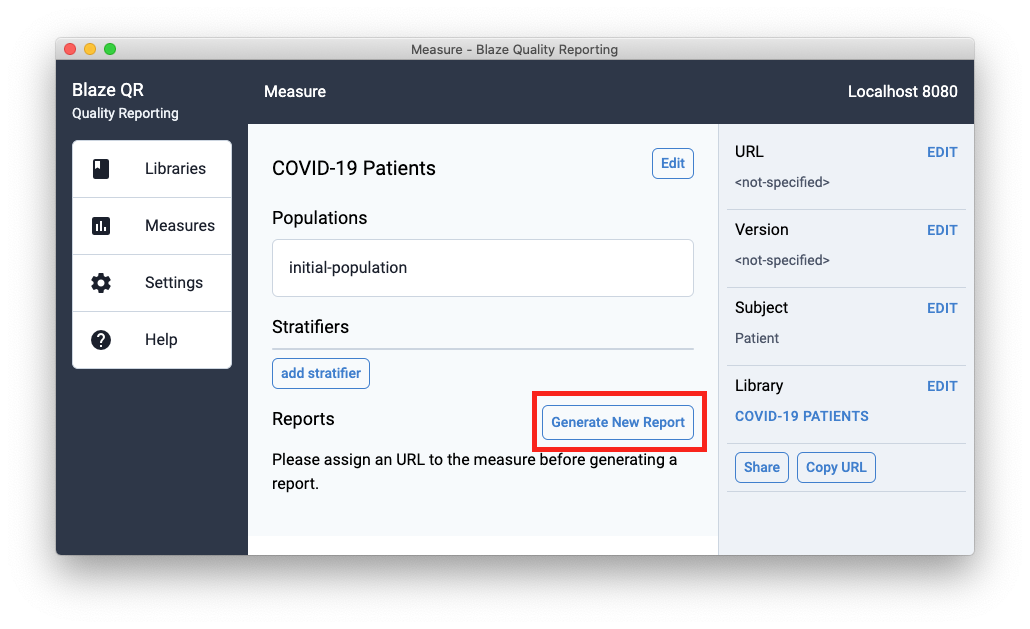 Measure - Blaze Quality Reporting
Blaze QR
Quality Reporting
Measure
Localhost 8080
Libraries
Measures
Settings
Help
COVID-19 Patients
Edit
Populations
initial-population
Stratifiers
add stratifier
Reports
Generate New Report
Please assign an URL to the measure before generating a
report.
URL
EDIT
<not-specified>
Version
EDIT
<not-specified>
Subject
EDIT
Patient
Library
EDIT
COVID-19 PATIENTS
Share
Copy URL